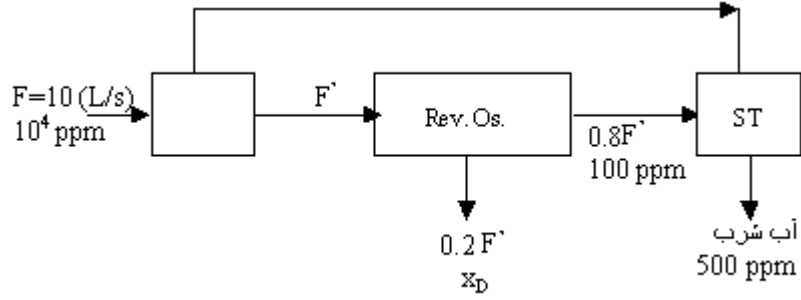 F=10 (L/s)
10⁴ ppm
F`
Rev. Os.
0.8F`
100 ppm
ST
0.2 F`
x_D
آب شرب
500 ppm